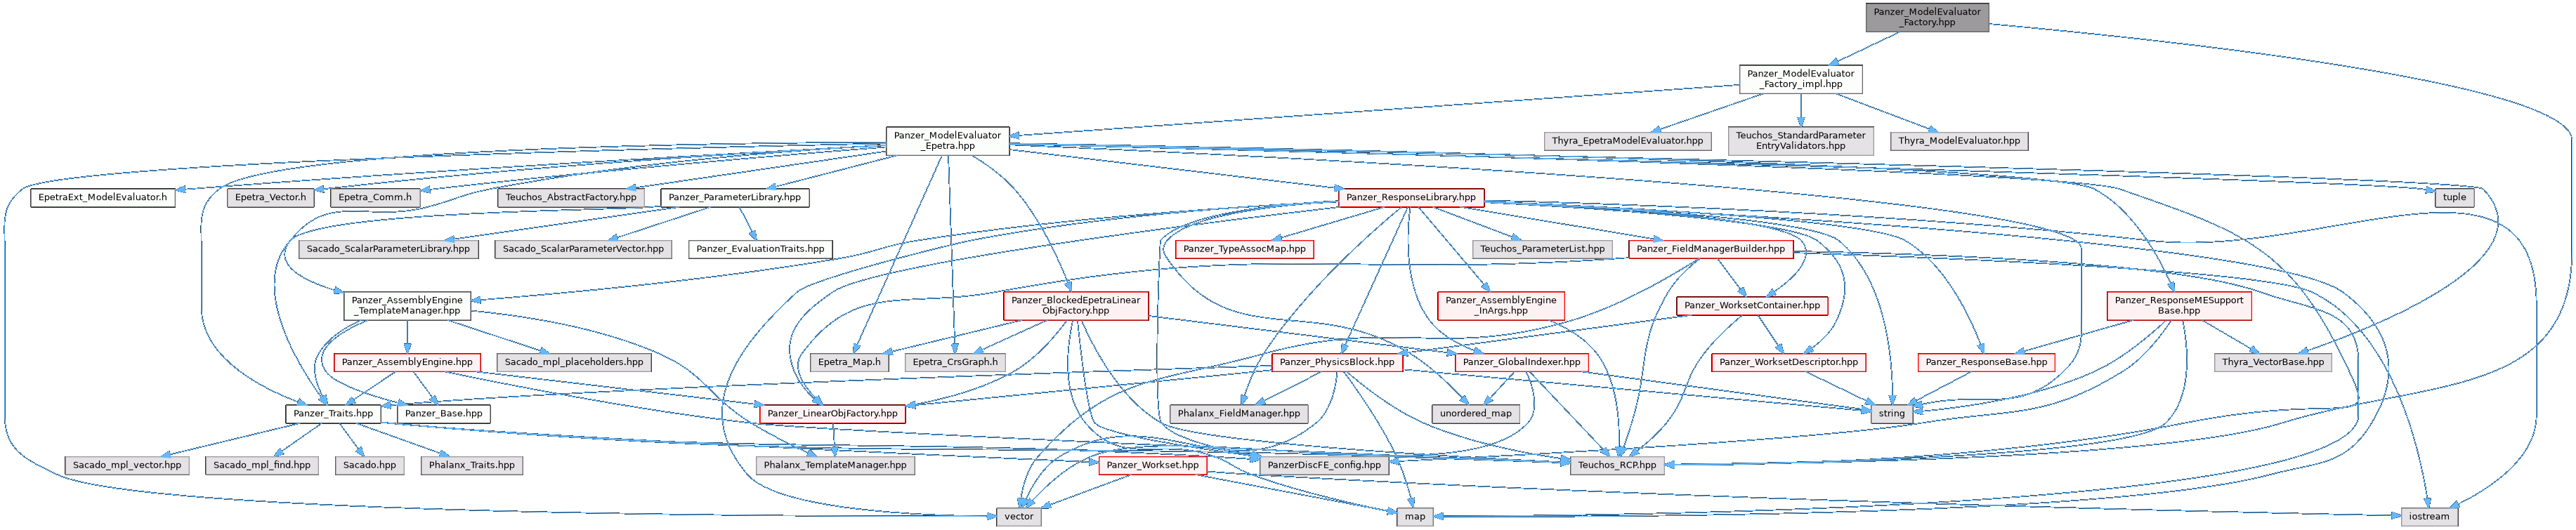 Panzer_ModelEvaluator
_Factory.hpp
Panzer_ModelEvaluator
_Factory_impl.hpp
Panzer_ModelEvaluator
_Epetra.hpp
Thyra_EpetraModelEvaluator.hpp
Teuchos_StandardParameter
EntryValidators.hpp
Thyra_ModelEvaluator.hpp
EpetraExt_ModelEvaluator.h
Epetra_Vector.h
Epetra_Comm.h
Teuchos_AbstractFactory.hpp
Panzer_ParameterLibrary.hpp
Panzer_ResponseLibrary.hpp
tuple
Sacado_ScalarParameterLibrary.hpp
Sacado_ScalarParameterVector.hpp
Panzer_EvaluationTraits.hpp
Panzer_TypeAssocMap.hpp
Teuchos_ParameterList.hpp
Panzer_FieldManagerBuilder.hpp
Panzer_AssemblyEngine
_TemplateManager.hpp
Panzer_BlockedEpetraLinear
ObjFactory.hpp
Panzer_AssemblyEngine
_InArgs.hpp
Panzer_WorksetContainer.hpp
Panzer_ResponseMESupport
Base.hpp
Panzer_AssemblyEngine.hpp
Sacado_mpl_placeholders.hpp
Epetra_Map.h
Epetra_CrsGraph.h
Panzer_PhysicsBlock.hpp
Panzer_GlobalIndexer.hpp
Panzer_WorksetDescriptor.hpp
Panzer_ResponseBase.hpp
Thyra_VectorBase.hpp
Panzer_Traits.hpp
Panzer_Base.hpp
Panzer_LinearObjFactory.hpp
Phalanx_FieldManager.hpp
unordered_map
string
Sacado_mpl_vector.hpp
Sacado_mpl_find.hpp
Sacado.hpp
Phalanx_Traits.hpp
Phalanx_TemplateManager.hpp
Panzer_Workset.hpp
PanzerDiscFE_config.hpp
Teuchos_RCP.hpp
vector
map
iostream